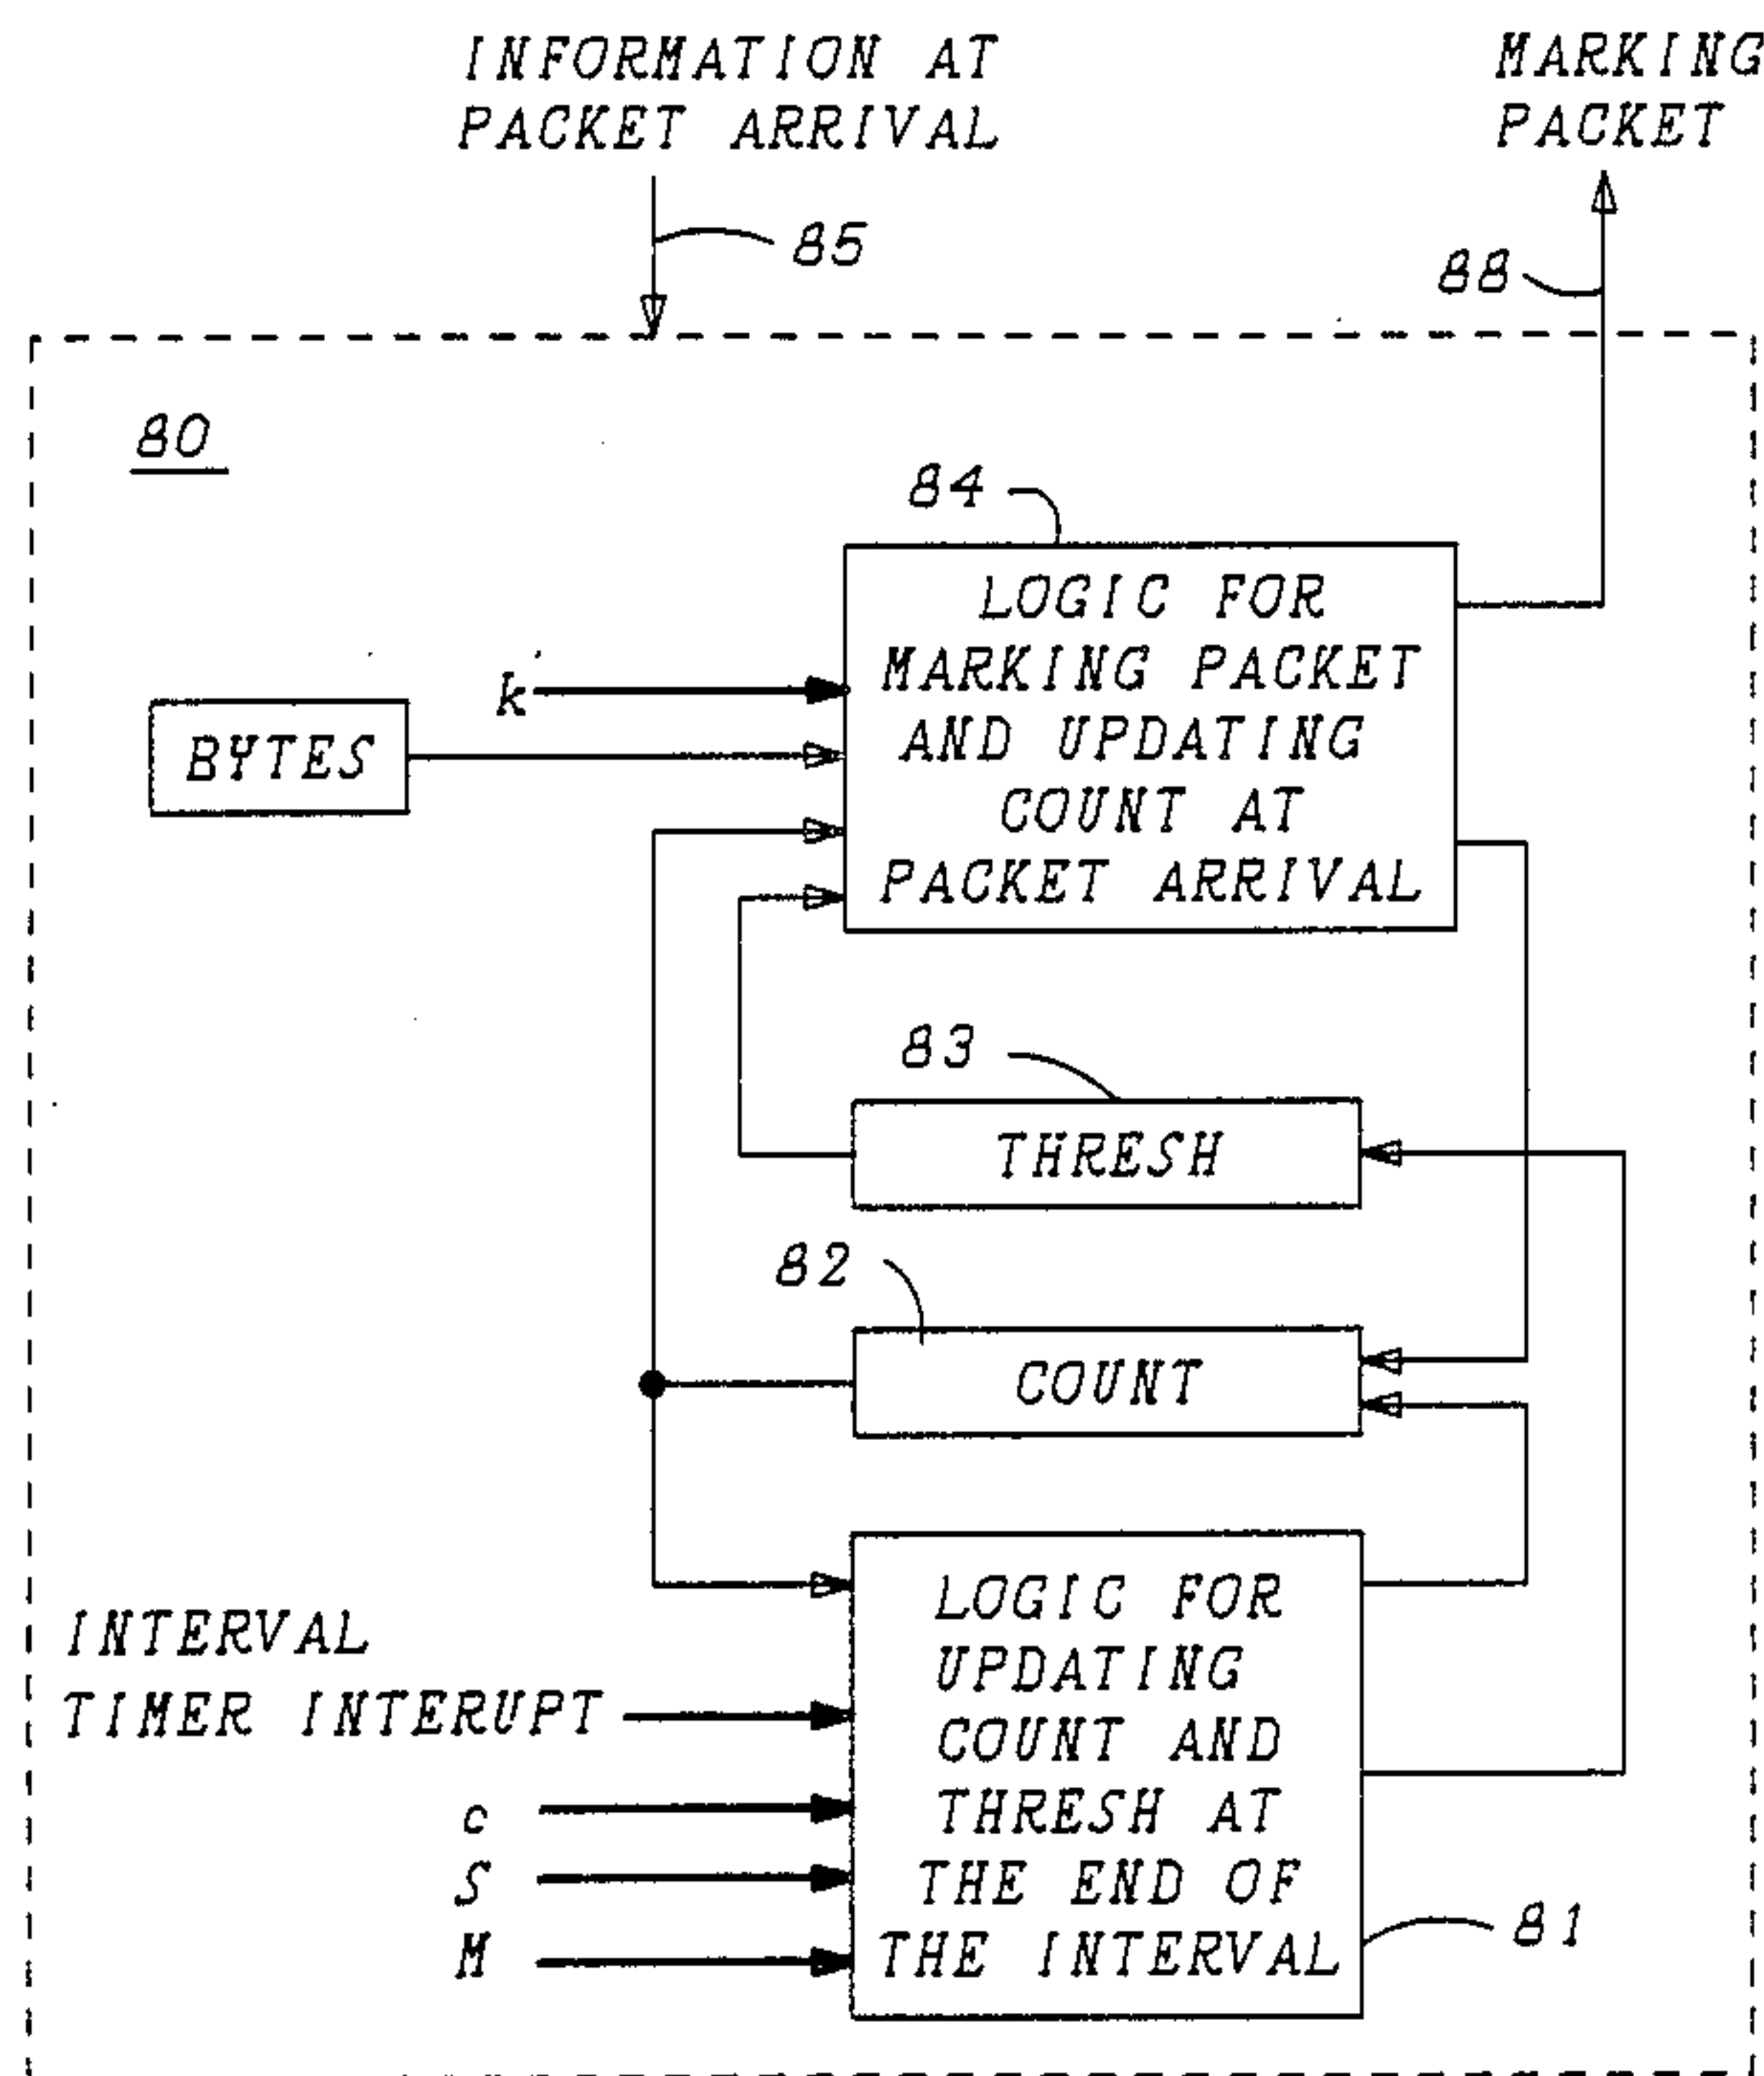 INFORMATION AT
PACKET ARRIVAL
MARKING
PACKET
85
88
80
84
LOGIC FOR
MARKING PACKET
AND UPDATING
COUNT AT
PACKET ARRIVAL
k
BYTES
83
THRESH
82
COUNT
LOGIC FOR
UPDATING
COUNT AND
THRESH AT
THE END OF
THE INTERVAL
INTERVAL
TIMER INTERUPT
c
S
M
81